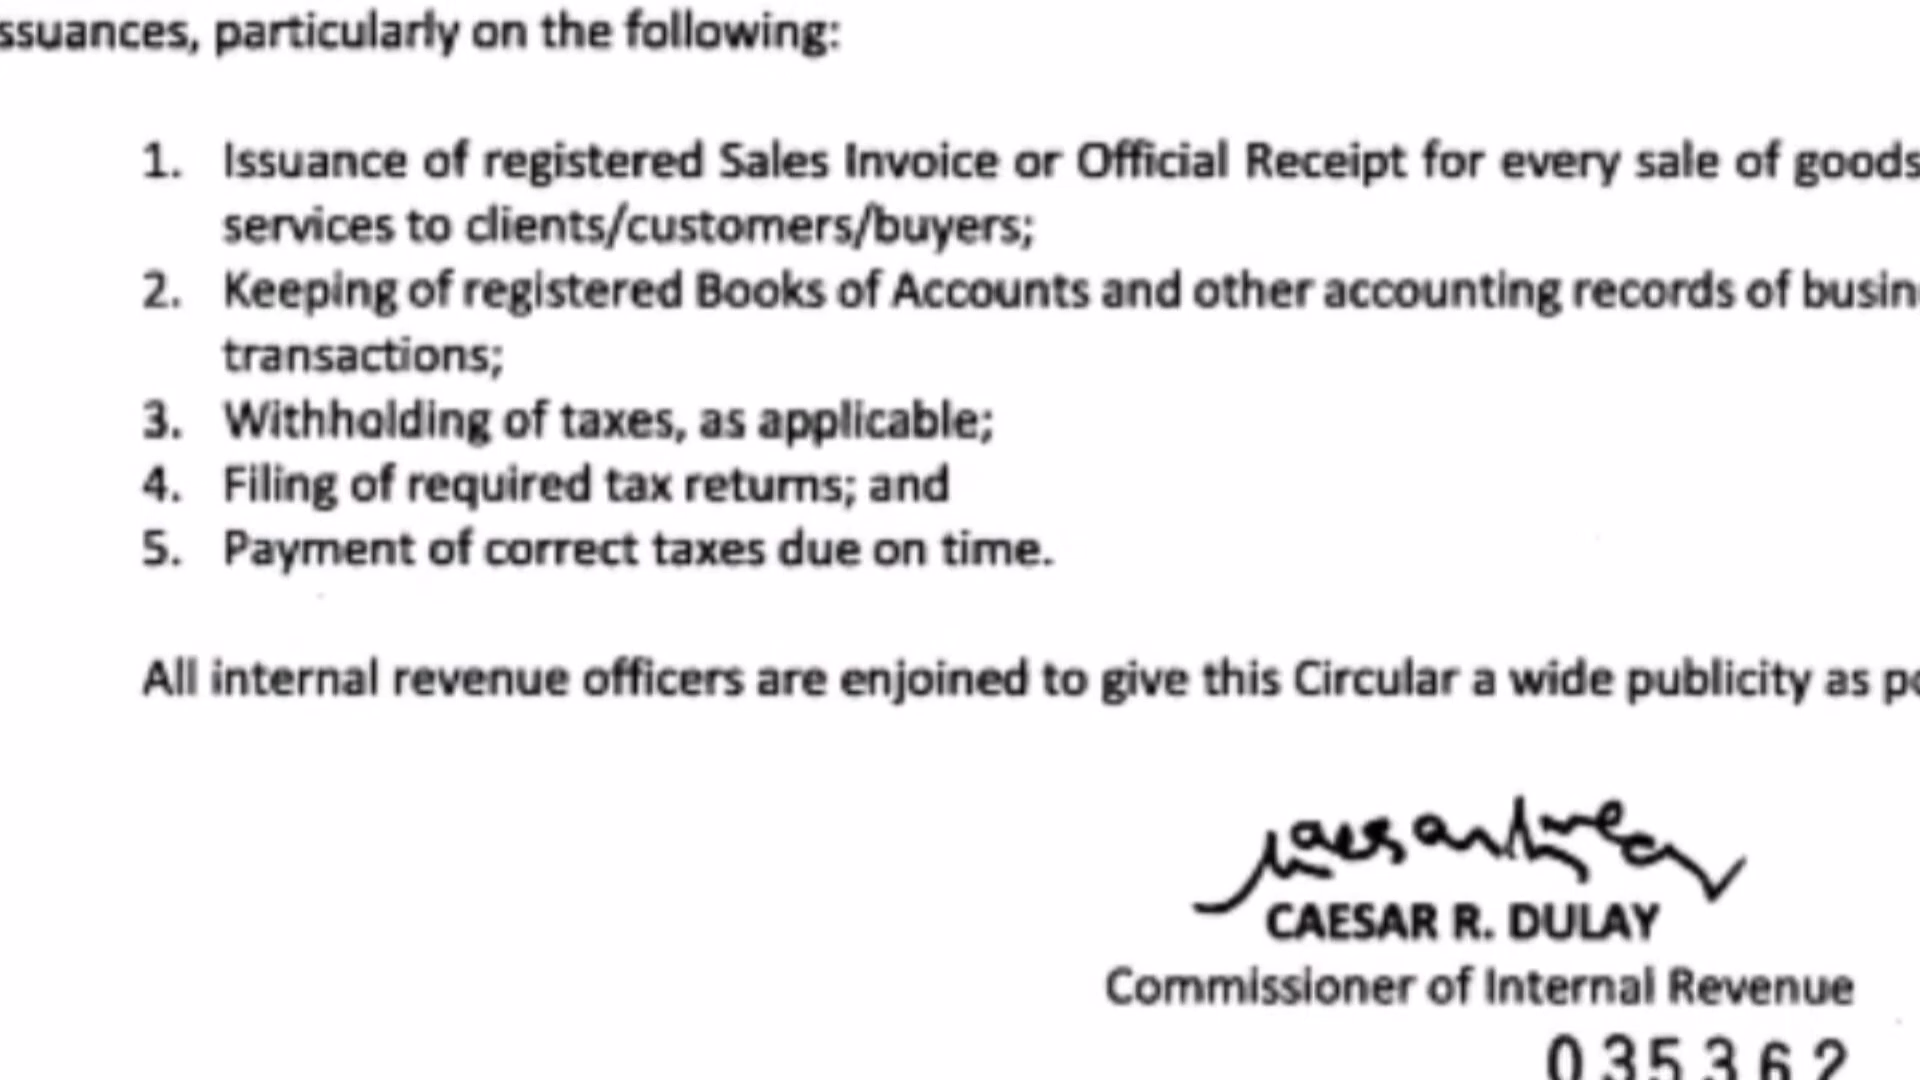 ssuances, particularly on the following:
1. Issuance of registered Sales Invoice or Official Receipt for every sale of goods
services to clients/customers/buyers;
2. Keeping of registered Books of Accounts and other accounting records of busin
transactions;
3. Withholding of taxes, as applicable;
4. Filing of required tax returns; and
5. Payment of correct taxes due on time.
All internal revenue officers are enjoined to give this Circular a wide publicity as po
CAESAR R. DULAY
Commissioner of Internal Revenue
035362